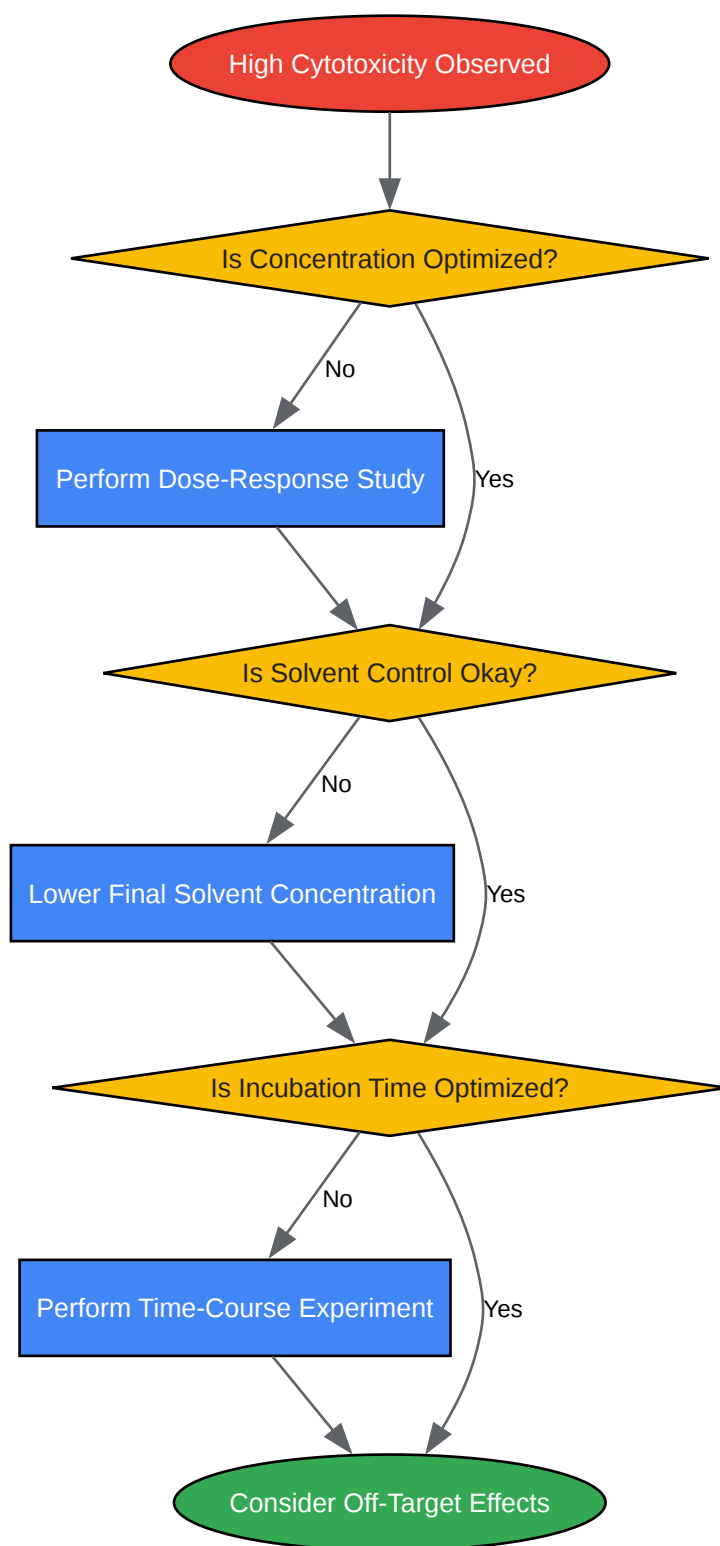 High Cytotoxicity Observed
Is Concentration Optimized?
No
Perform Dose-Response Study
Yes
Is Solvent Control Okay?
No
Lower Final Solvent Concentration
Yes
Is Incubation Time Optimized?
No
Perform Time-Course Experiment
Yes
Consider Off-Target Effects